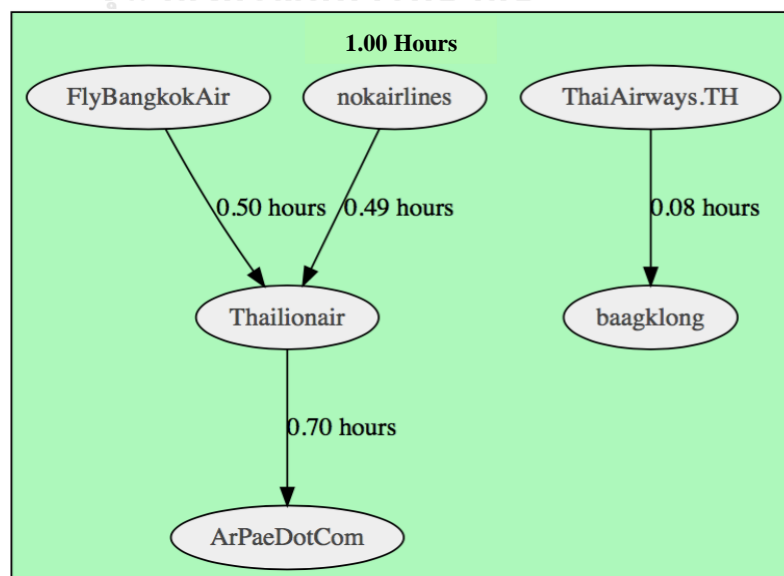 1.00 Hours
FlyBangkokAir
nokairlines
ThaiAirways.TH
0.50 hours
0.49 hours
0.08 hours
Thailionair
baagklong
0.70 hours
ArPaeDotCom